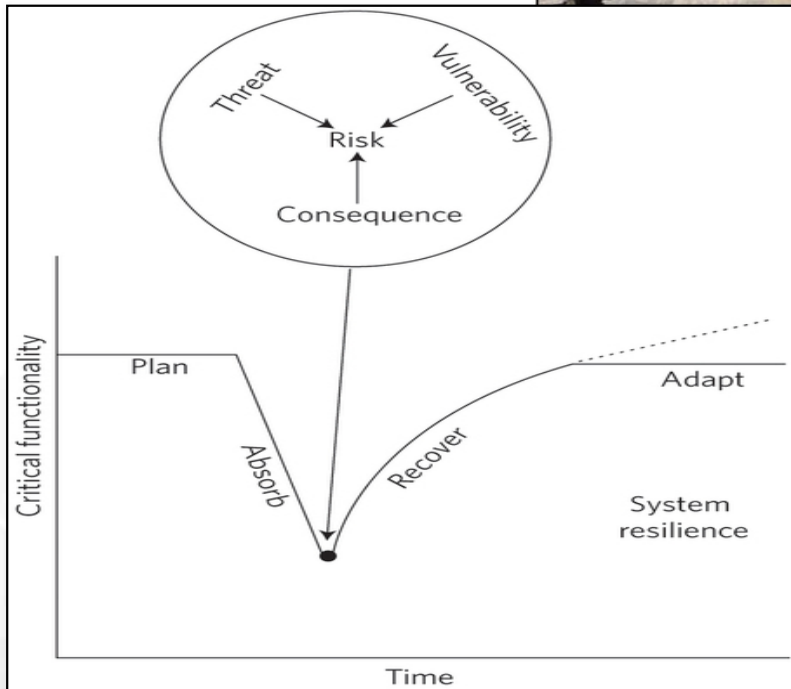 Threat
Vulnerability
Risk
Consequence
Critical functionality
Plan
Absorb
Recover
Adapt
System
resilience
Time